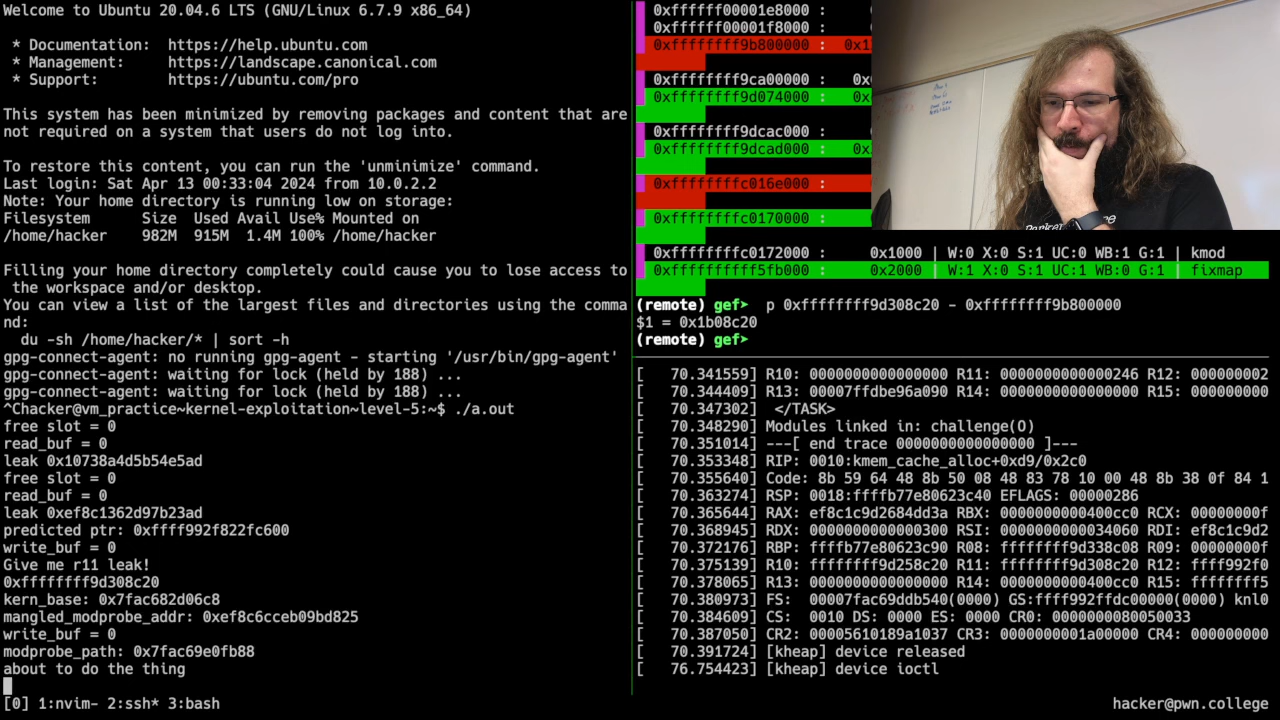 Welcome to Ubuntu 20.04.6 LTS (GNU/Linux 6.7.9 x86_64)
* Documentation: https://help.ubuntu.com
* Management: https://landscape.canonical.com
* Support: https://ubuntu.com/pro
This system has been minimized by removing packages and content that are
not required on a system that users do not log into.
To restore this content, you can run the 'unminimize' command.
Last login: Sat Apr 13 00:33:04 2024 from 10.0.2.2
Note: Your home directory is running low on storage:
Filesystem Size Used Avail Use% Mounted on
/home/hacker 982M 915M 1.4M 100% /home/hacker
Fillitg your home directory completely could cause you to lose access to
the workspace and/or desktop.
You can view a list of the largest files and directories using the comma
nd:
du -sh /home/hacker/* | sort -h
gpg-connect-agent: no running gpg-agent - starting '/usr/bin/gpg-agent'
gpg-connect-agent: waiting for lock (held by 188) ...
gpg-connect-agent: waiting for lock (held by 188) ...
^Chacker@vm_practice~kernel-exploitation~level-5:~$ ./a.out
free slot = 0
read_buf = 0
leak 0x10738a4d5b54e5ad
free slot = 0
read_buf = 0
leak 0xef8c1362d97b23ad
predicted ptr: 0xffff992f822fc600
write_buf = 0
Give me r11 leak!
0xffffffff9d308c20
kern_base: 0x7fac682d06c8
mangled_modprobe_addr: 0xef8c6cceb09bd825
write_buf = 0
modprobe_path: 0x7fac69e0fb88
about to do the thing
0xffffff00001e8000 :
0xffffff00001f8000 :
0xffffffff9b800000 : 0x1
0xffffffff9ca00000 : 0x
0xffffffff9d074000 : 0x
0xffffffff9dcac000 : 0x
0xffffffff9dcad000 : 0x
0xffffffffc016e000 :
0xffffffffc0170000 :
0xffffffffc0172000 : 0x1000 | W:0 X:0 S:1 UC:0 WB:1 G:1 | kmod
0xffffffffff5fb000 : 0x2000 | W:1 X:0 S:1 UC:1 WB:0 G:1 | fixmap
(remote) gef➤ p 0xffffffff9d308c20 - 0xffffffff9b800000
$1 = 0x1b08c20
(remote) gef➤
[ 70.341559] R10: 0000000000000000 R11: 0000000000000246 R12: 000000002
[ 70.344409] R13: 00007ffdbe96a090 R14: 0000000000000000 R15: 000000000
[ 70.347302] </TASK>
[ 70.348290] Modules linked in: challenge(O)
[ 70.351014] ---[ end trace 0000000000000000 ]---
[ 70.353348] RIP: 0010:kmem_cache_alloc+0xd9/0x2c0
[ 70.355640] Code: 8b 59 64 48 8b 50 08 48 83 78 10 00 48 8b 38 0f 84 1
[ 70.363274] RSP: 0018:ffffb77e80623c40 EFLAGS: 00000286
[ 70.365644] RAX: ef8c1c9d2684dd3a RBX: 0000000000400cc0 RCX: 00000000f
[ 70.368945] RDX: 0000000000000300 RSI: 0000000000034060 RDI: ef8c1c9d2
[ 70.372176] RBP: ffffb77e80623c90 R08: ffffffff9d338c08 R09: 00000000f
[ 70.375139] R10: ffffffff9d258c20 R11: ffffffff9d308c20 R12: ffff992f0
[ 70.378065] R13: 0000000000000000 R14: 0000000000400cc0 R15: ffffffff5
[ 70.380973] FS: 00007fac69ddb540(0000) GS:ffff992ffdc00000(0000) knl0
[ 70.384609] CS: 0010 DS: 0000 ES: 0000 CR0: 0000000080050033
[ 70.387050] CR2: 00005610189a1037 CR3: 0000000001a00000 CR4: 000000000
[ 70.391724] [kheap] device released
[ 76.754423] [kheap] device ioctl
[0] 1:nvim- 2:ssh* 3:bash
hacker@pwn.college